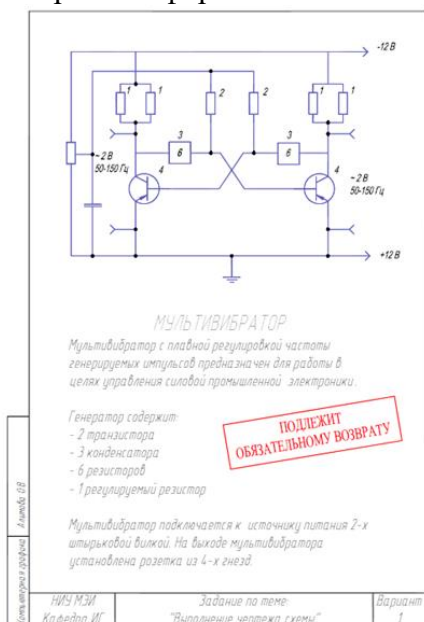 -12 В
1 1 2 2 1 1
3 3
6 6
~2 В
50-150 Гц
4 4
~2 В
50-150 Гц
+12 В
МУЛЬТИВИБРАТОР
Мультивибратор с плавной регулировкой частоты
генерируемых импульсов предназначен для работы в
целях управления силовой промышленной электроники.
Генератор содержит:
- 2 транзистора
- 3 конденсатора
- 6 резисторов
- 1 регулируемый резистор
ПОДЛЕЖИТ
ОБЯЗАТЕЛЬНОМУ ВОЗВРАТУ
Мультивибратор подключается к источнику питания 2-х
штырьковой вилкой. На выходе мультивибратора
установлена розетка из 4-х гнезд.
Компьютерная графика
НИУ МЭИ
Кафедра ИГ
Задание по теме:
"Выполнение чертежа схемы"
Вариант
1